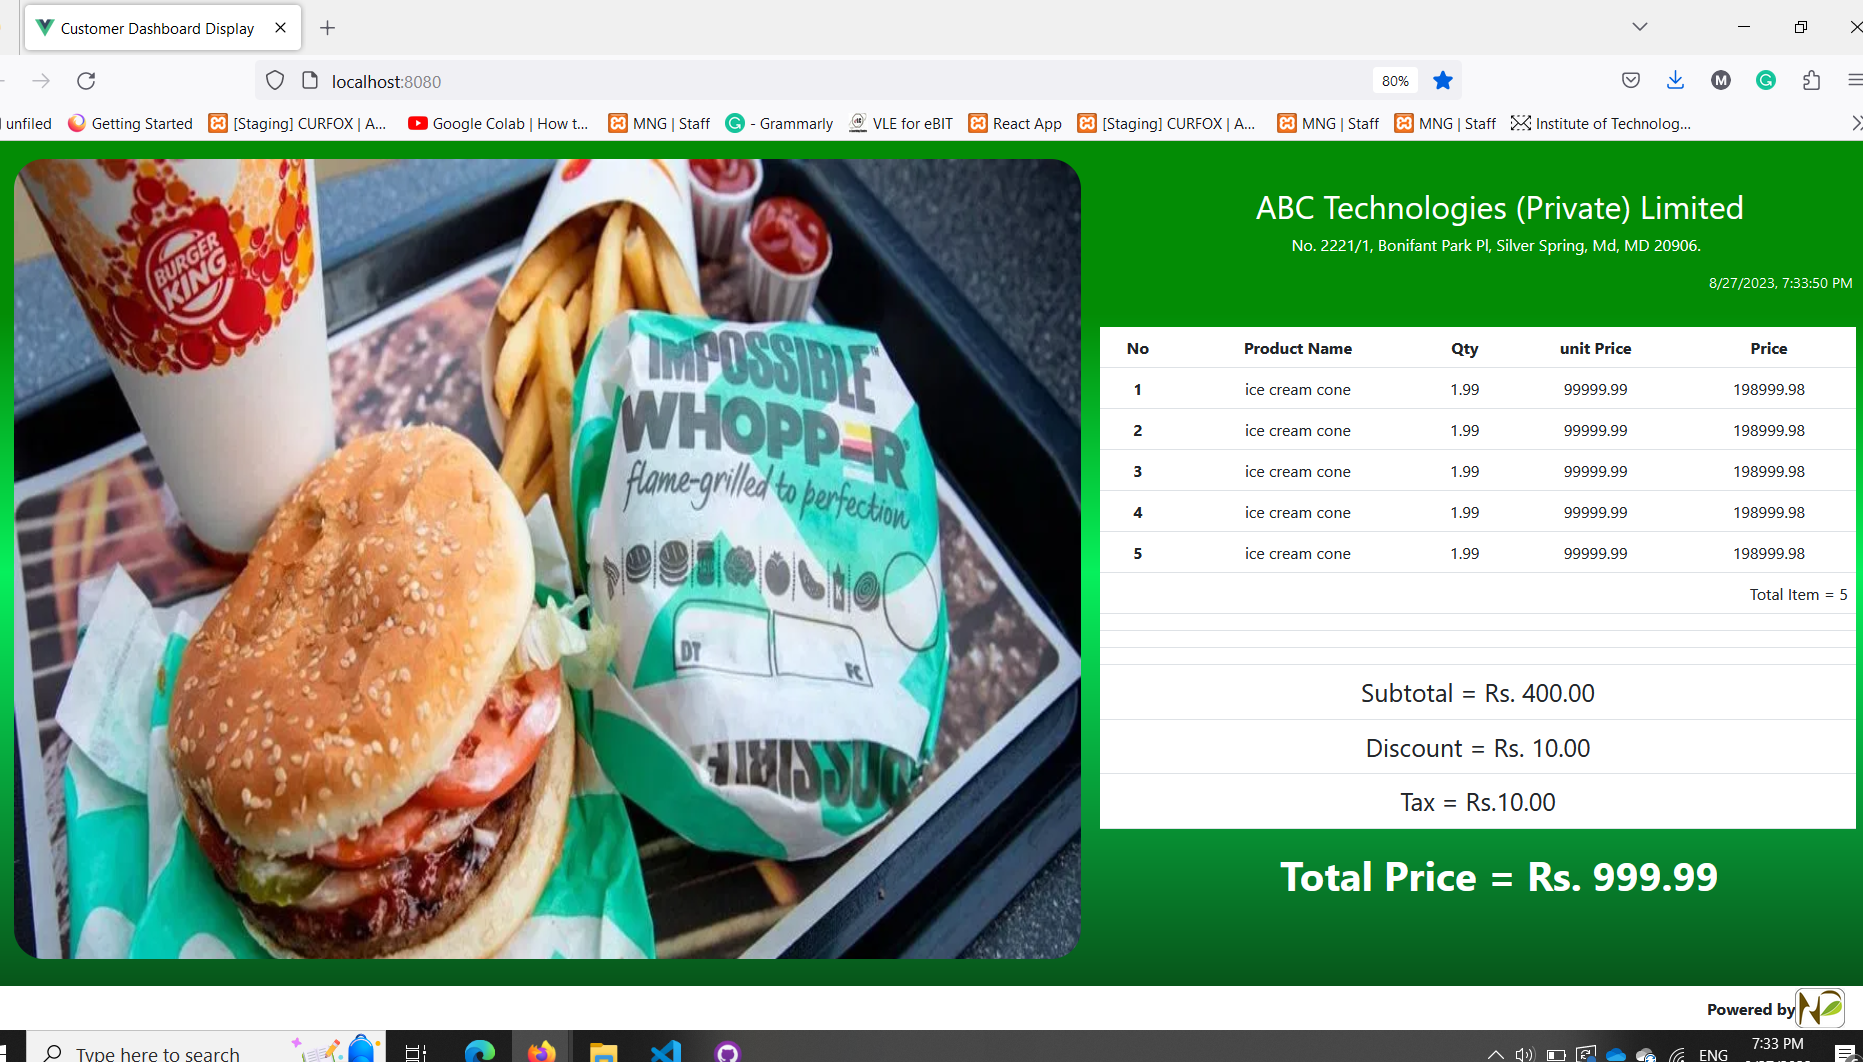 Customer Dashboard Display
localhost:8080
80%
unfiled
Getting Started
[Staging] CURFOX | A...
Google Colab | How t...
MNG | Staff
- Grammarly
VLE for eBIT
React App
[Staging] CURFOX | A...
MNG | Staff
MNG | Staff
Institute of Technolog...
BURGER
KING
IMPOSSIBLE
WHOPPER
flame-grilled to perfection
DT
FC
ABC Technologies (Private) Limited
No. 2221/1, Bonifant Park Pl, Silver Spring, Md, MD 20906.
8/27/2023, 7:33:50 PM
No Product Name Qty unit Price Price
1 ice cream cone 1.99 99999.99 198999.98
2 ice cream cone 1.99 99999.99 198999.98
3 ice cream cone 1.99 99999.99 198999.98
4 ice cream cone 1.99 99999.99 198999.98
5 ice cream cone 1.99 99999.99 198999.98
Total Item = 5
Subtotal = Rs. 400.00
Discount = Rs. 10.00
Tax = Rs.10.00
Total Price = Rs. 999.99
Powered by
Type here to search
ENG
7:33 PM